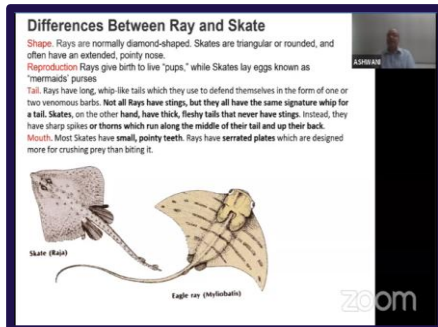 Differences Between Ray and Skate
Shape. Rays are normally diamond-shaped. Skates are triangular or rounded, and
often have an extended, pointy nose.
Reproduction Rays give birth to live "pups," while Skates lay eggs known as
"mermaids' purses
Tail. Rays have long, whip-like tails which they use to defend themselves in the form of one or
two venomous barbs. Not all Rays have stings, but they all have the same signature whip for
a tail. Skates, on the other hand, have thick, fleshy tails that never have stings. Instead, they
have sharp spikes or thorns which run along the middle of their tail and up their back.
Mouth. Most Skates have small, pointy teeth. Rays have serrated plates which are designed
more for crushing prey than biting it.
ASHWANI
Skate (Raja)
Eagle ray (Myliobatis)
zoom